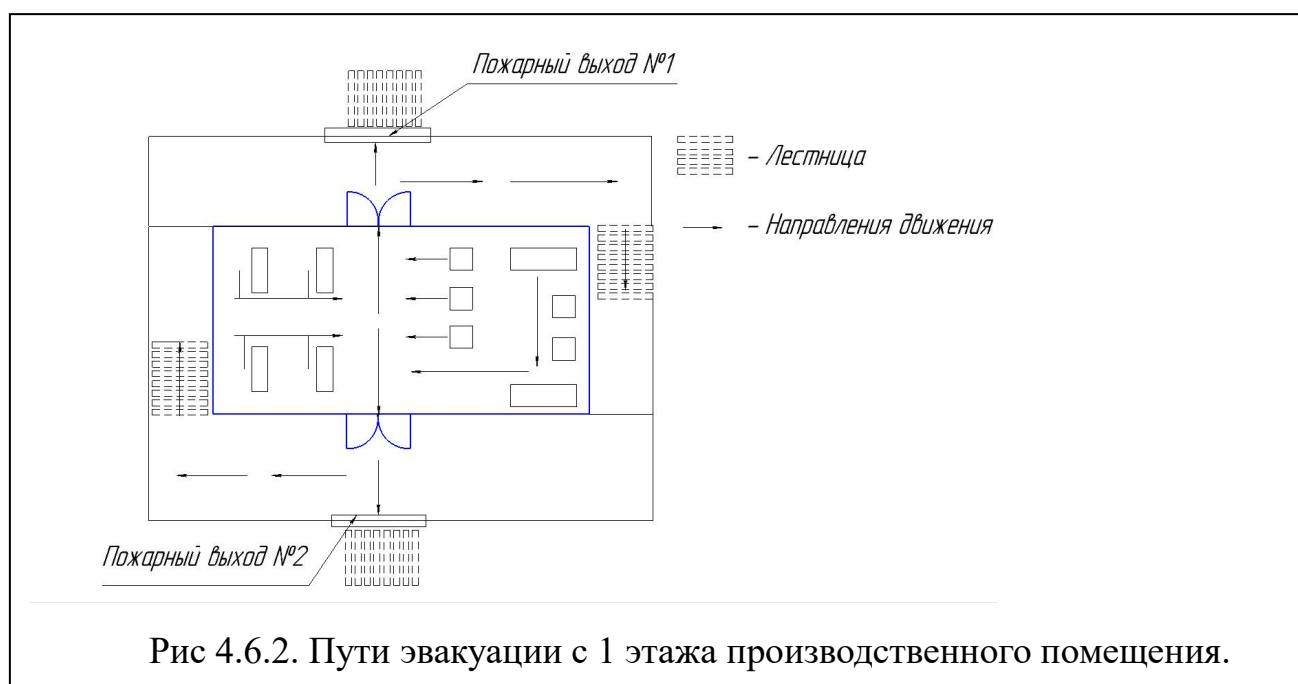 Пожарный выход №1
– Лестница
– Направления движения
Пожарный выход №2
Рис 4.6.2. Пути эвакуации с 1 этажа производственного помещения.